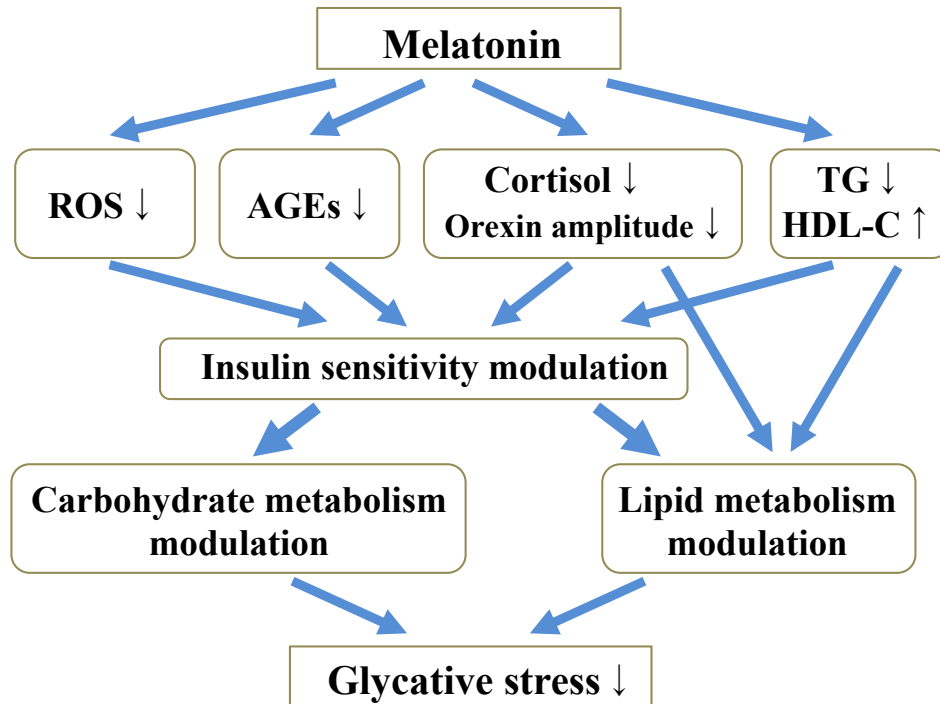 Melatonin
ROS ↓
AGEs ↓
Cortisol ↓
Orexin amplitude ↓
TG ↓
HDL-C ↑
Insulin sensitivity modulation
Carbohydrate metabolism
modulation
Lipid metabolism
modulation
Glycative stress ↓